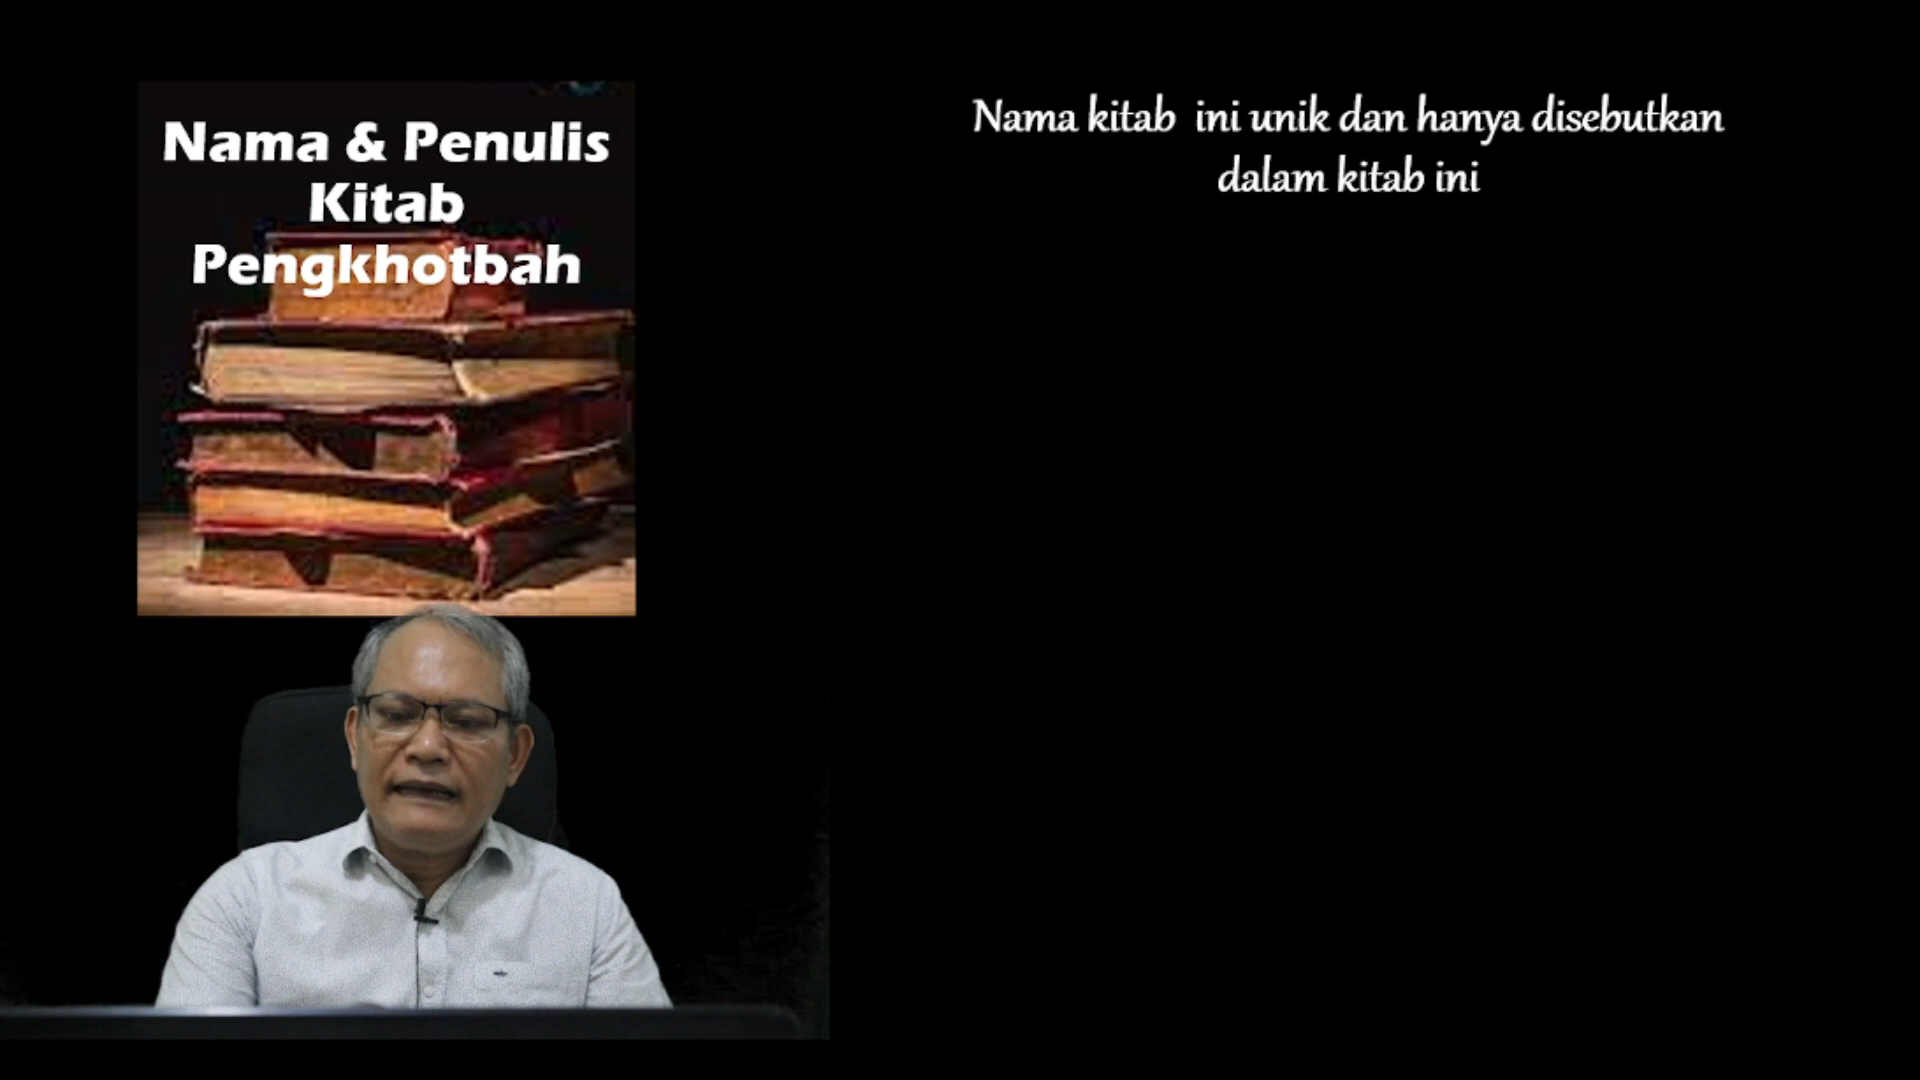 Nama & Penulis
Kitab
Pengkhotbah
Nama kitab ini unik dan hanya disebutkan
dalam kitab ini